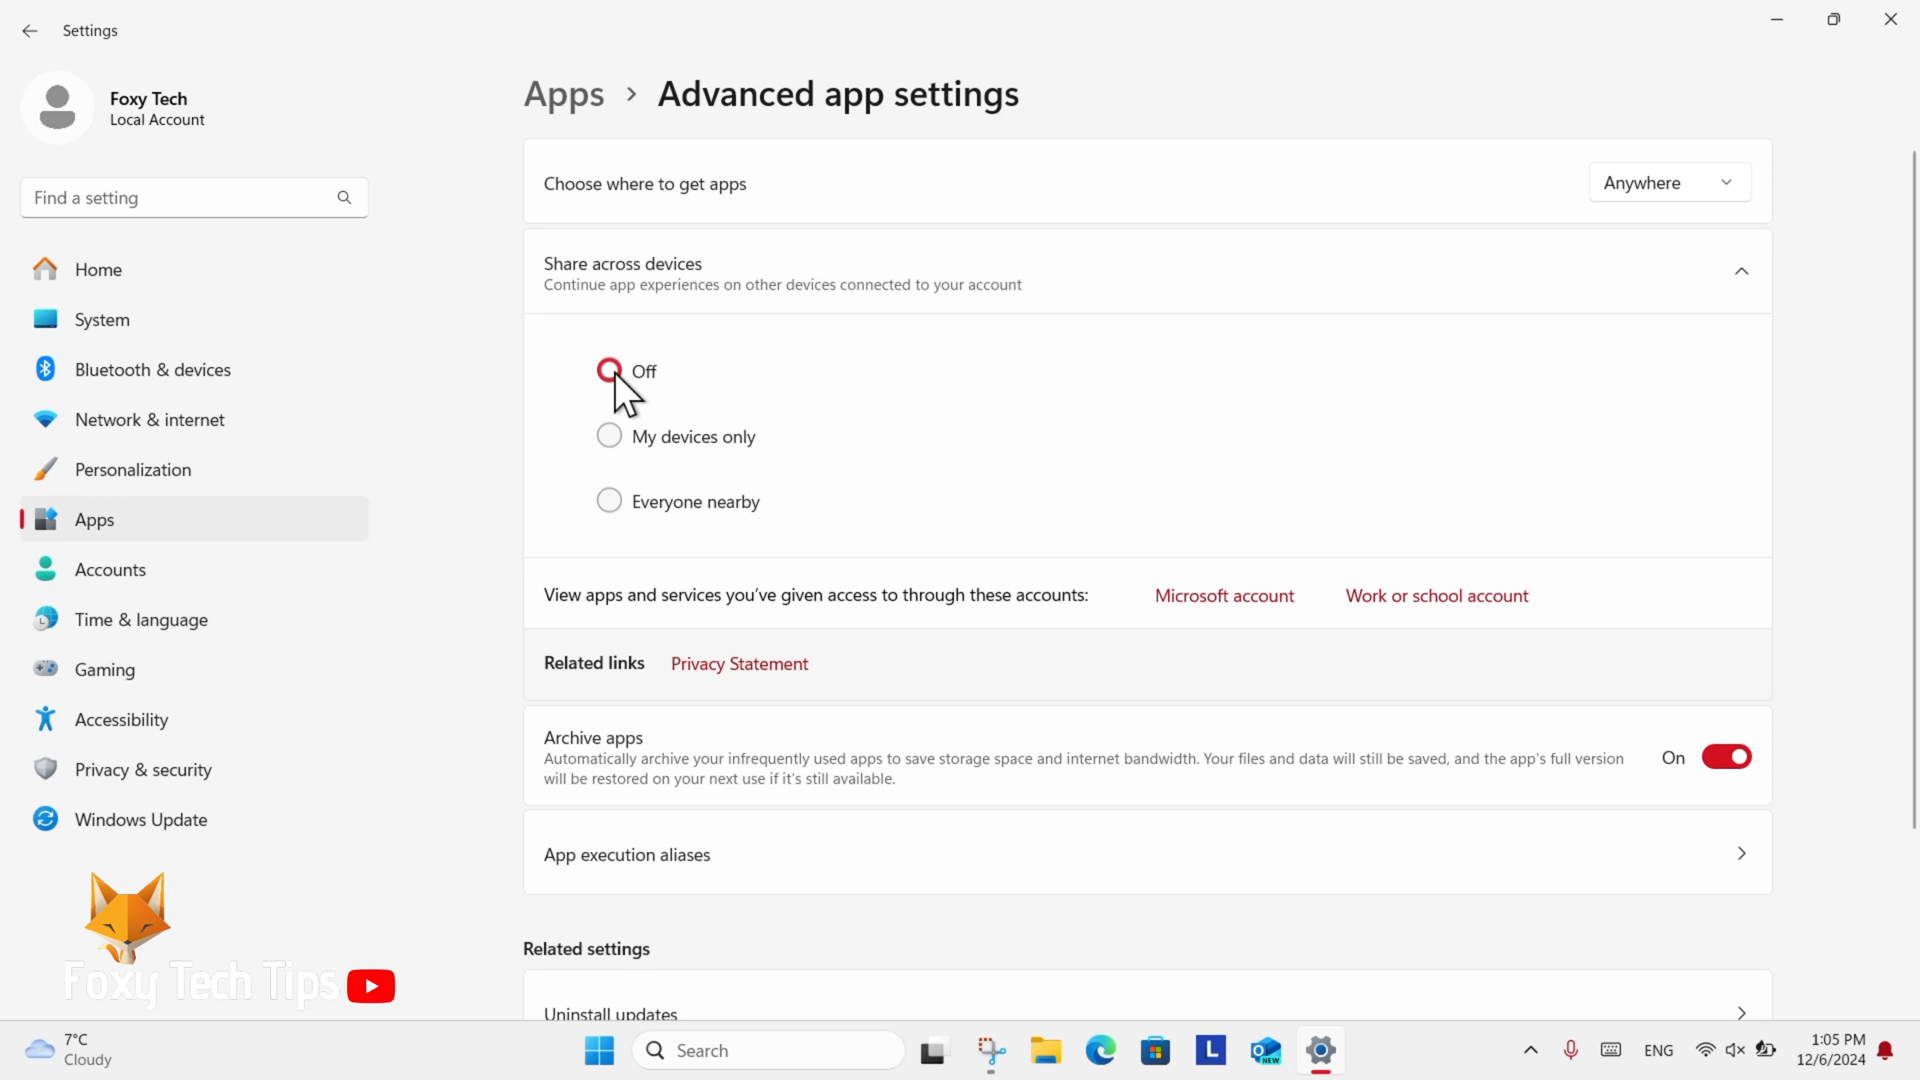 Settings
Foxy Tech
Local Account
Find a setting
Home
System
Bluetooth & devices
Network & internet
Personalization
Apps
Accounts
Time & language
Gaming
Accessibility
Privacy & security
Windows Update
Foxy Tech Tips
Apps > Advanced app settings
Choose where to get apps
Anywhere
Share across devices
Continue app experiences on other devices connected to your account
Off
My devices only
Everyone nearby
View apps and services you've given access to through these accounts: Microsoft account Work or school account
Related links Privacy Statement
Archive apps
Automatically archive your infrequently used apps to save storage space and internet bandwidth. Your files and data will still be saved, and the app's full version
will be restored on your next use if it's still available.
On
App execution aliases
Related settings
Uninstall updates
7°C
Cloudy
Search
L
NEW
ENG
1:05 PM
12/6/2024